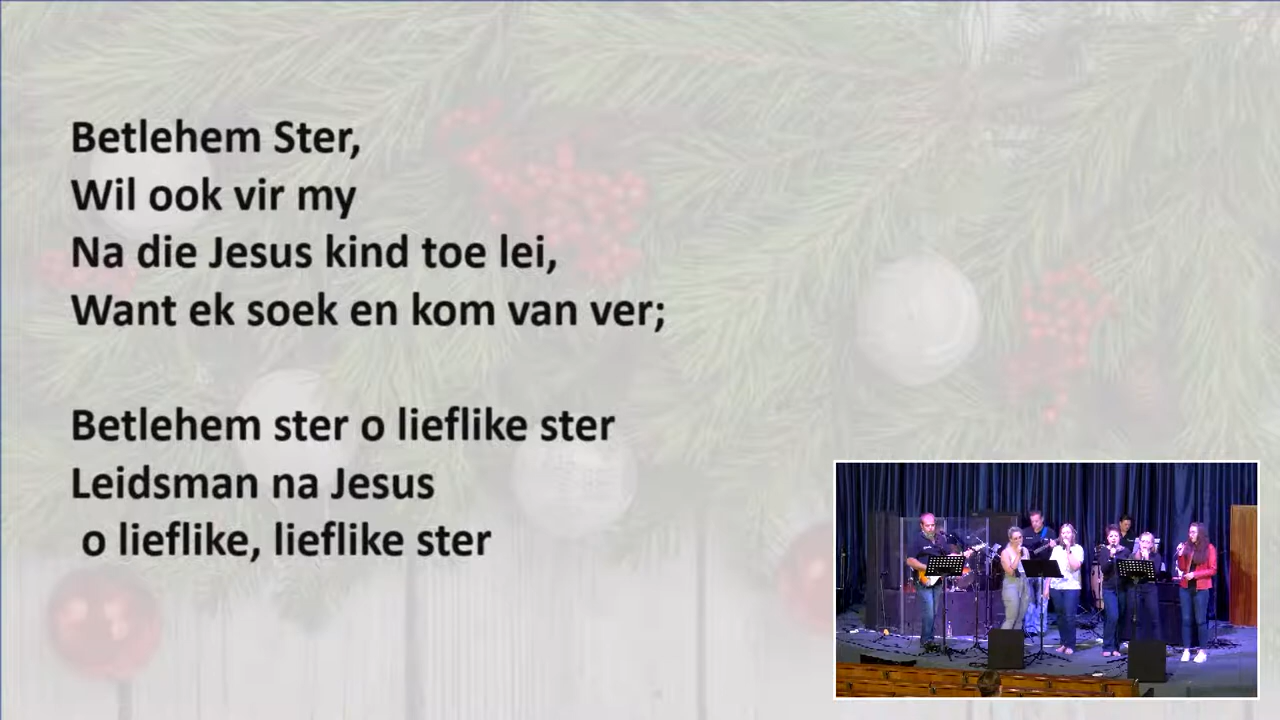 Betlehem Ster,
Wil ook vir my
Na die Jesus kind toe lei,
Want ek soek en kom van ver;
Betlehem ster o lieflike ster
Leidsman na Jesus
o lieflike, lieflike ster